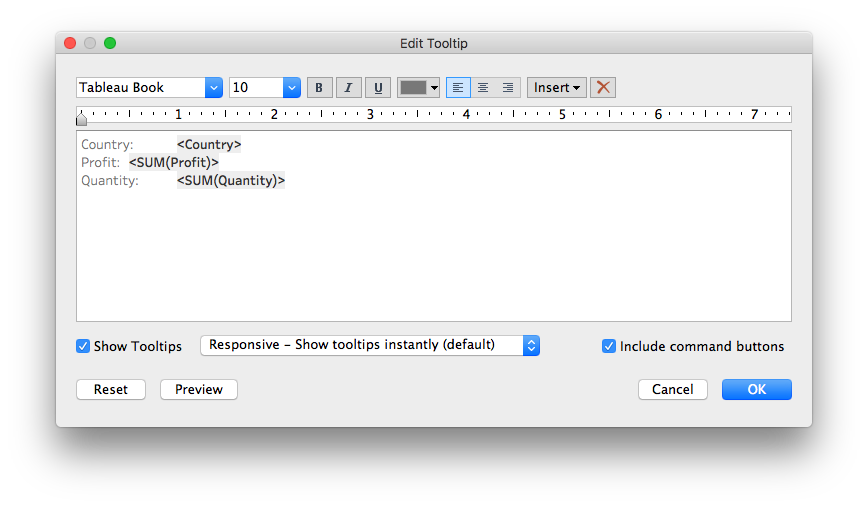 Edit Tooltip
Tableau Book 10 B I U Insert
1 2 3 4 5 6 7
Country: <Country>
Profit: <SUM(Profit)>
Quantity: <SUM(Quantity)>
Show Tooltips Responsive – Show tooltips instantly (default) Include command buttons
Reset Preview Cancel OK